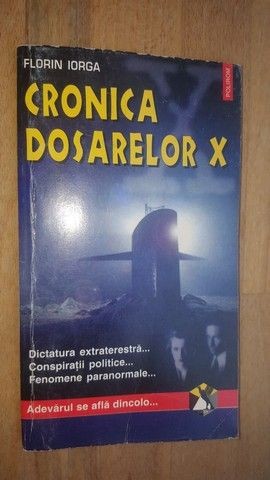 FLORIN IORGA
POLIROM
CRONICA
DOSARELOR X
Dictatura extraterestră...
Conspirații politice...
Fenomene paranormale...
Adevărul se află dincolo...